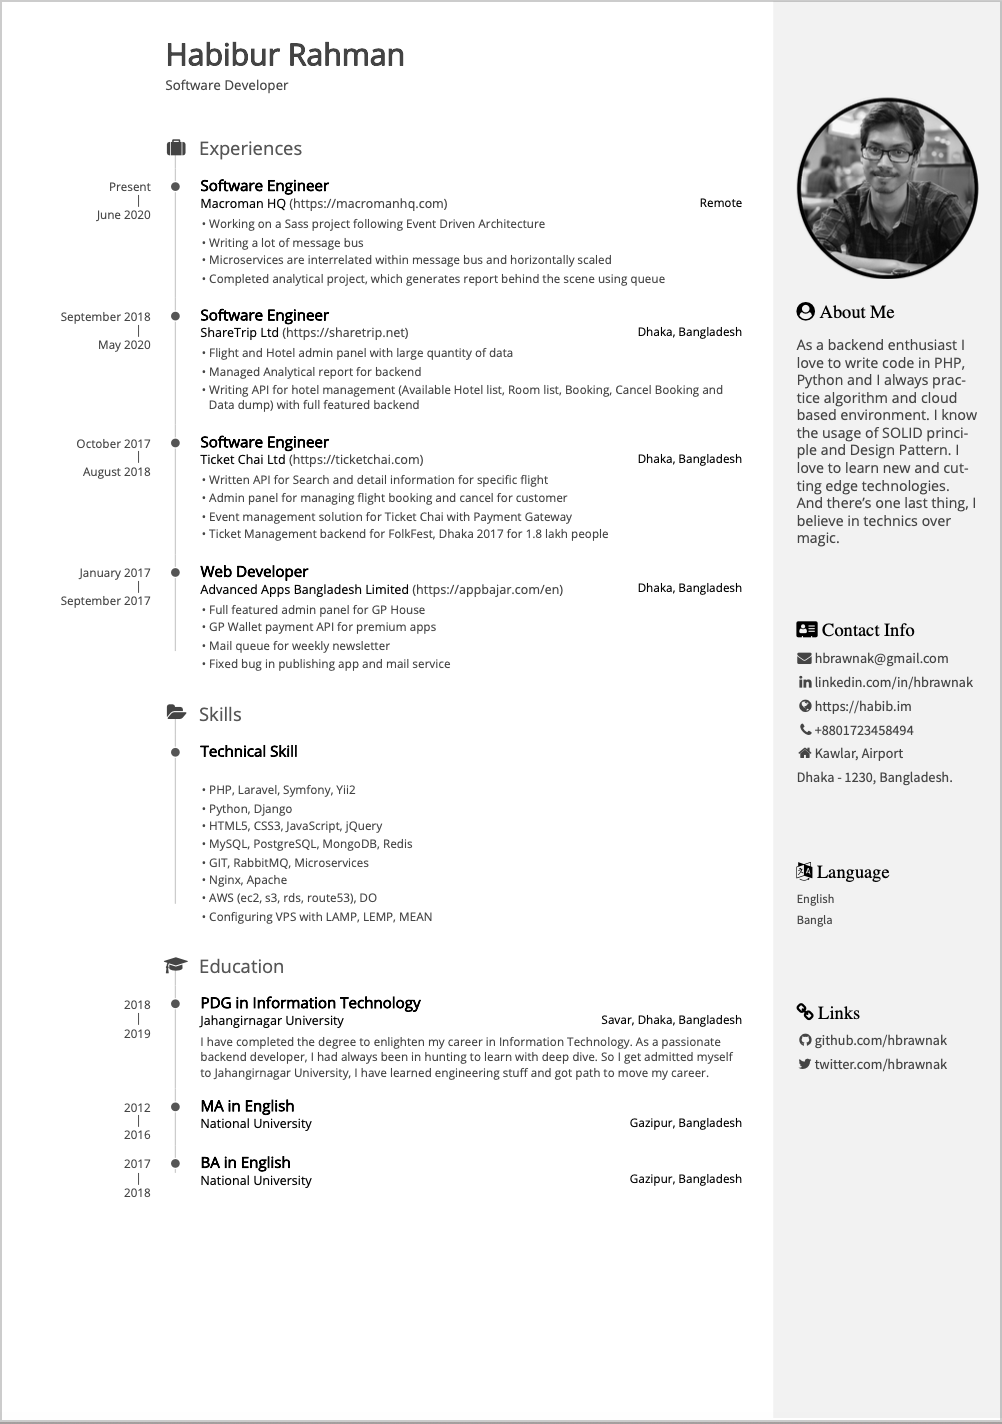 Habibur Rahman
Software Developer
Experiences
Present
|
June 2020
Software Engineer
Macroman HQ (https://macromanhq.com)
Remote
• Working on a Sass project following Event Driven Architecture
• Writing a lot of message bus
• Microservices are interrelated within message bus and horizontally scaled
• Completed analytical project, which generates report behind the scene using queue
September 2018
|
May 2020
Software Engineer
ShareTrip Ltd (https://sharetrip.net)
Dhaka, Bangladesh
• Flight and Hotel admin panel with large quantity of data
• Managed Analytical report for backend
• Writing API for hotel management (Available Hotel list, Room list, Booking, Cancel Booking and
Data dump) with full featured backend
October 2017
|
August 2018
Software Engineer
Ticket Chai Ltd (https://ticketchai.com)
Dhaka, Bangladesh
• Written API for Search and detail information for specific flight
• Admin panel for managing flight booking and cancel for customer
• Event management solution for Ticket Chai with Payment Gateway
• Ticket Management backend for FolkFest, Dhaka 2017 for 1.8 lakh people
January 2017
|
September 2017
Web Developer
Advanced Apps Bangladesh Limited (https://appbajar.com/en)
Dhaka, Bangladesh
• Full featured admin panel for GP House
• GP Wallet payment API for premium apps
• Mail queue for weekly newsletter
• Fixed bug in publishing app and mail service
Skills
Technical Skill
• PHP, Laravel, Symfony, Yii2
• Python, Django
• HTML5, CSS3, JavaScript, jQuery
• MySQL, PostgreSQL, MongoDB, Redis
• GIT, RabbitMQ, Microservices
• Nginx, Apache
• AWS (ec2, s3, rds, route53), DO
• Configuring VPS with LAMP, LEMP, MEAN
Education
2018
|
2019
PDG in Information Technology
Jahangirnagar University
Savar, Dhaka, Bangladesh
I have completed the degree to enlighten my career in Information Technology. As a passionate
backend developer, I had always been in hunting to learn with deep dive. So I get admitted myself
to Jahangirnagar University, I have learned engineering stuff and got path to move my career.
2012
|
2016
MA in English
National University
Gazipur, Bangladesh
2017
|
2018
BA in English
National University
Gazipur, Bangladesh
About Me
As a backend enthusiast I
love to write code in PHP,
Python and I always prac-
tice algorithm and cloud
based environment. I know
the usage of SOLID princi-
ple and Design Pattern. I
love to learn new and cut-
ting edge technologies.
And there's one last thing, I
believe in technics over
magic.
Contact Info
hbrawnak@gmail.com
linkedin.com/in/hbrawnak
https://habib.im
+8801723458494
Kawlar, Airport
Dhaka - 1230, Bangladesh.
Language
English
Bangla
Links
github.com/hbrawnak
twitter.com/hbrawnak